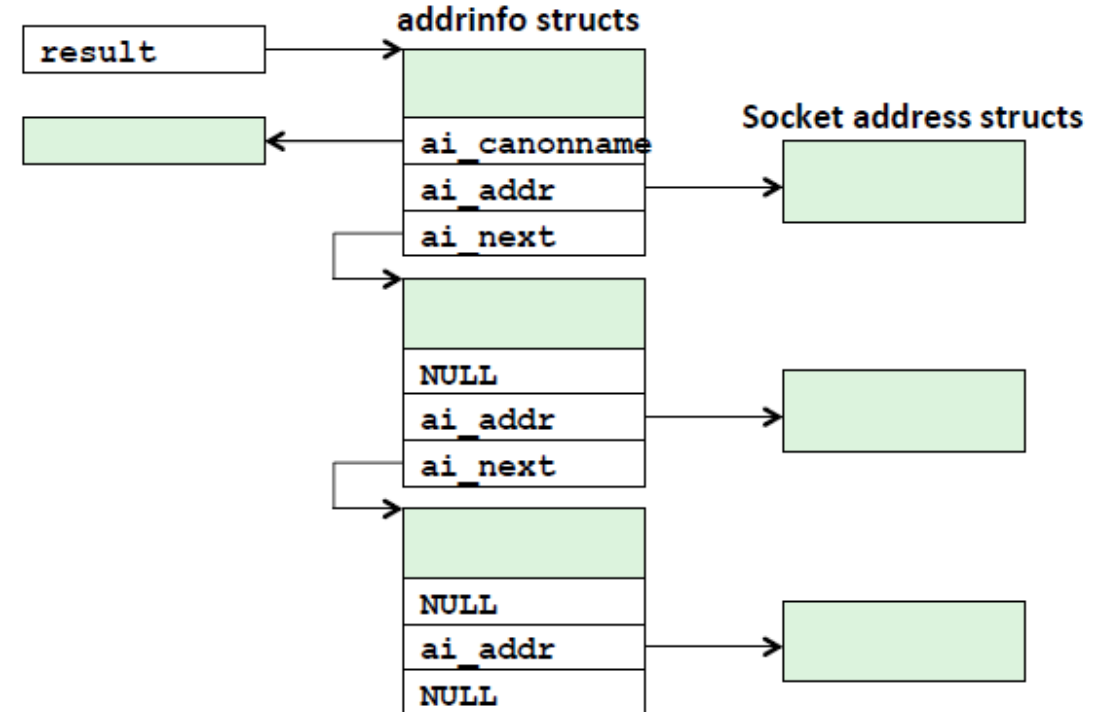 addrinfo structs
result
Socket address structs
ai_canonname
ai_addr
ai_next
NULL
ai_addr
ai_next
NULL
ai_addr
NULL